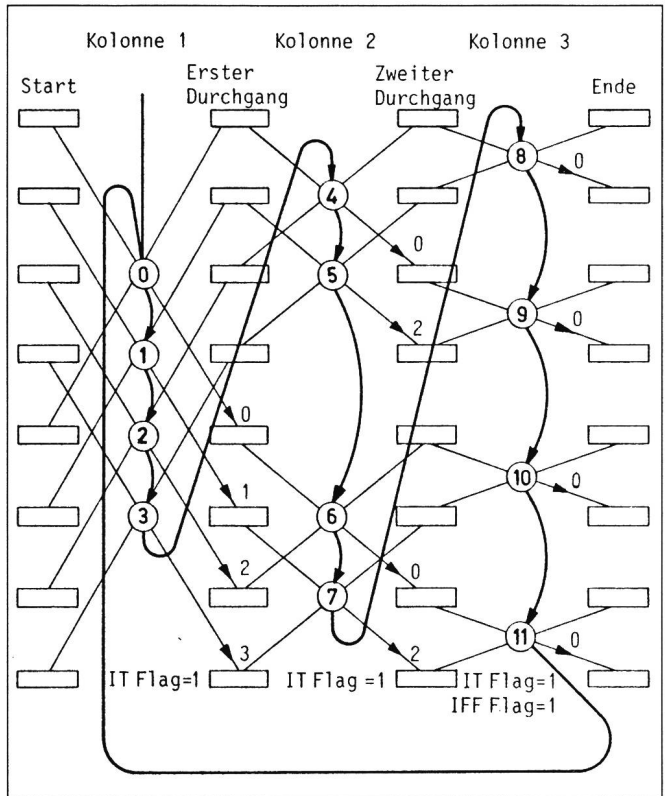 Kolonne 1 Kolonne 2 Kolonne 3
Start
Erster
Durchgang
Zweiter
Durchgang
Ende
0
1
2
3
4
5
6
7
8
9
10
11
0
1
2
3
0
2
0
2
0
0
0
0
IT Flag=1
IT Flag =1
IT Flag=1
IFF Flag=1